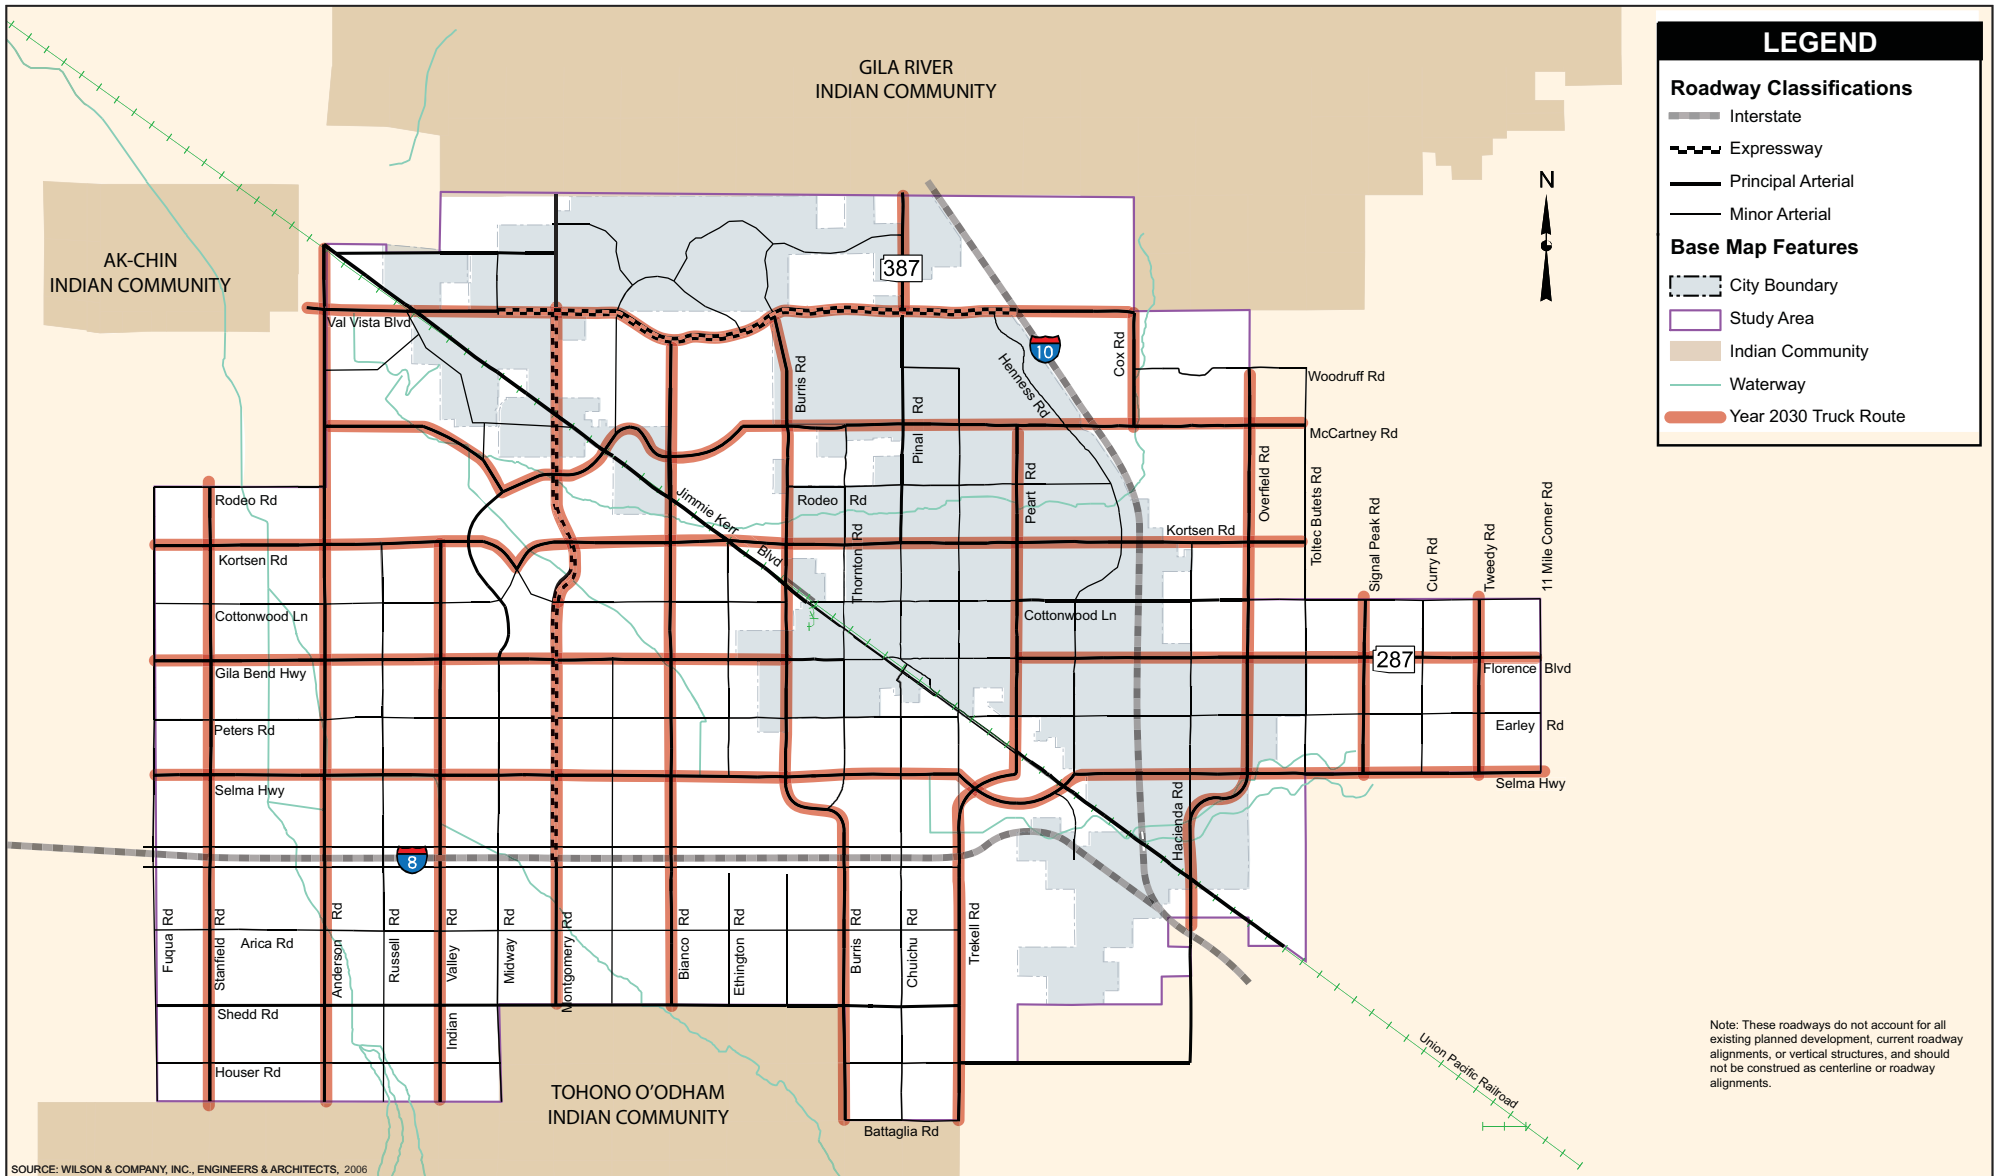 GILA RIVER
INDIAN COMMUNITY
LEGEND
Roadway Classifications
Interstate
Expressway
Principal Arterial
Minor Arterial
Base Map Features
City Boundary
Study Area
Indian Community
Waterway
Year 2030 Truck Route
N
AK-CHIN
INDIAN COMMUNITY
387
Val Vista Blvd
10
Cox Rd
Burris Rd
Henness Rd
Woodruff Rd
McCartney Rd
Pinal Rd
Peart Rd
Overfield Rd
Toltec Butets Rd
Signal Peak Rd
Curry Rd
Tweedy Rd
11 Mile Corner Rd
Rodeo Rd
Jimmie Kerr Blvd
Rodeo Rd
Thornton Rd
Kortsen Rd
Kortsen Rd
Cottonwood Ln
Cottonwood Ln
287
Gila Bend Hwy
Florence Blvd
Peters Rd
Earley Rd
Selma Hwy
Selma Hwy
Hacienda Rd
8
Fuqua Rd
Stanfield Rd
Arica Rd
Anderson Rd
Russell Rd
Indian Valley Rd
Midway Rd
Montgomery Rd
Bianco Rd
Ethington Rd
Burris Rd
Chuichu Rd
Trekell Rd
Shedd Rd
Houser Rd
Union Pacific Railroad
TOHONO O'ODHAM
INDIAN COMMUNITY
Battaglia Rd
Note: These roadways do not account for all
existing planned development, current roadway
alignments, or vertical structures, and should
not be construed as centerline or roadway
alignments.
SOURCE: WILSON & COMPANY, INC., ENGINEERS & ARCHITECTS, 2006